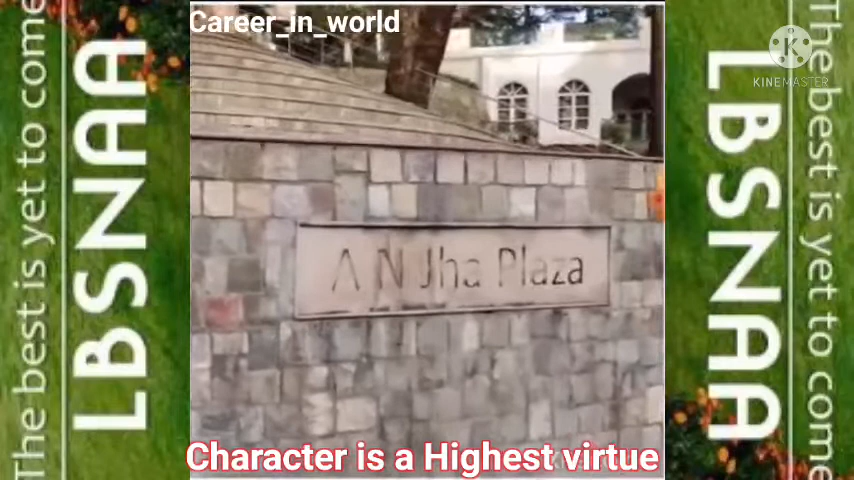 Career_in_world
KINEMASTER
The best is yet to come
LBSNAA
A N Jha Plaza
LBSNAA
The best is yet to come
Character is a Highest virtue